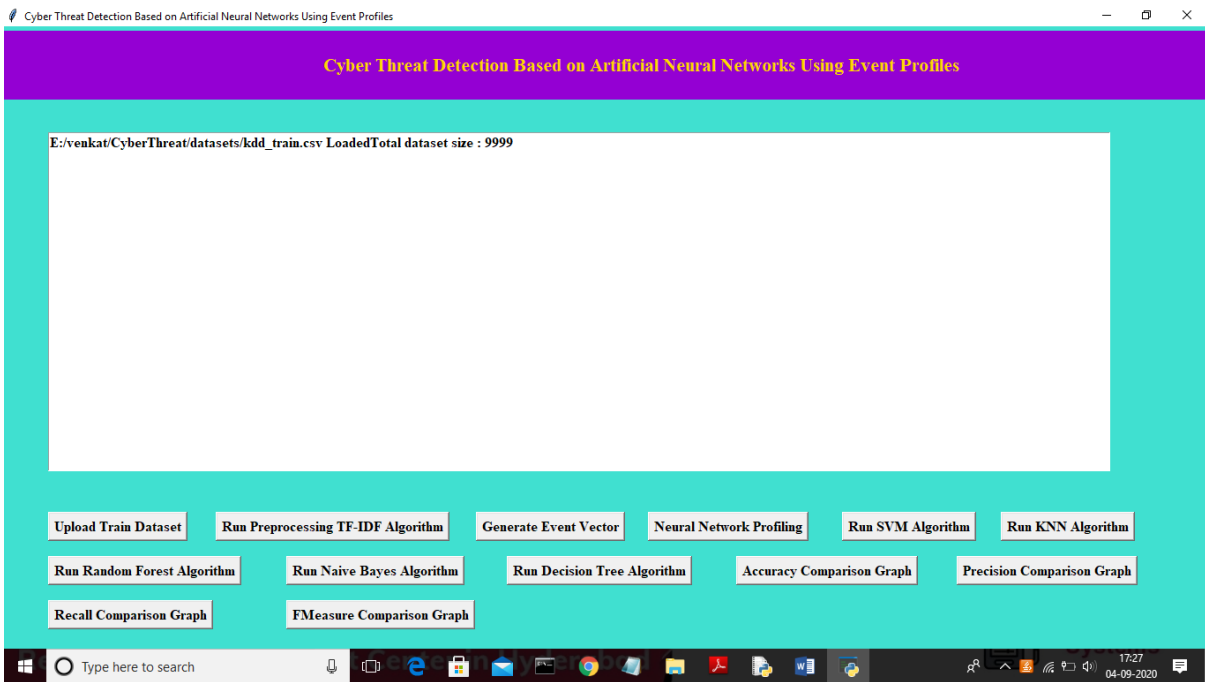 Cyber Threat Detection Based on Artificial Neural Networks Using Event Profiles
Cyber Threat Detection Based on Artificial Neural Networks Using Event Profiles
E:/venkat/CyberThreat/datasets/kdd_train.csv LoadedTotal dataset size : 9999
Upload Train Dataset Run Preprocessing TF-IDF Algorithm Generate Event Vector Neural Network Profiling Run SVM Algorithm Run KNN Algorithm
Run Random Forest Algorithm Run Naive Bayes Algorithm Run Decision Tree Algorithm Accuracy Comparison Graph Precision Comparison Graph
Recall Comparison Graph FMeasure Comparison Graph
Type here to search
17:27
04-09-2020